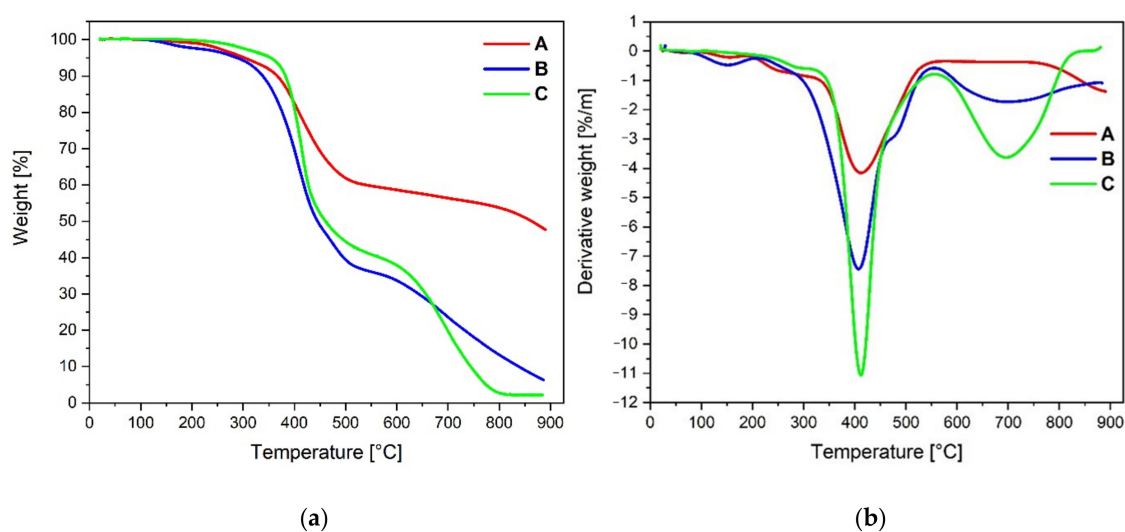 100
90
80
70
60
50
40
30
20
10
0
Weight [%]
A
B
C
0 100 200 300 400 500 600 700 800 900
Temperature [°C]
(a)
1
0
−1
−2
−3
−4
−5
−6
−7
−8
−9
−10
−11
−12
Derivative weight [%/m]
A
B
C
0 100 200 300 400 500 600 700 800 900
Temperature [°C]
(b)